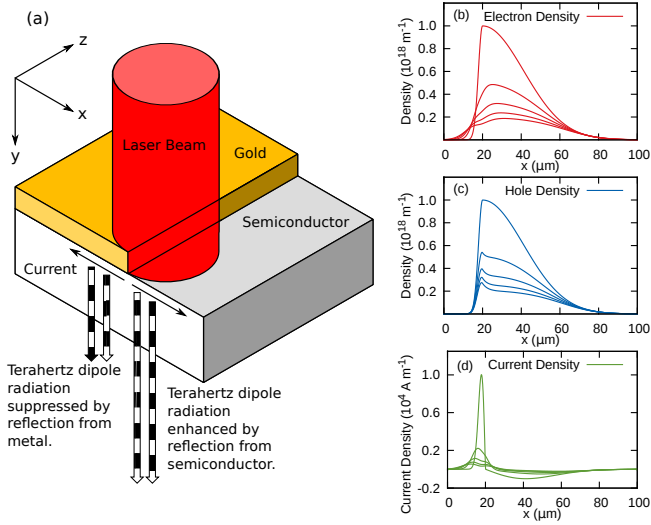 (a)
z
x
y
Laser Beam
Gold
Semiconductor
Current
Terahertz dipole
radiation
suppressed by
reflection from
metal.
Terahertz dipole
radiation
enhanced by
reflection from
semiconductor.
(b)
Electron Density
Density (10¹⁸ m⁻¹)
1.0
0.8
0.6
0.4
0.2
0 20 40 60 80 100
x (μm)
(c)
Hole Density
Density (10¹⁸ m⁻¹)
1.0
0.8
0.6
0.4
0.2
0 20 40 60 80 100
x (μm)
(d)
Current Density
Current Density (10⁴ A m⁻¹)
1.0
0.6
0.2
-0.2
0 20 40 60 80 100
x (μm)